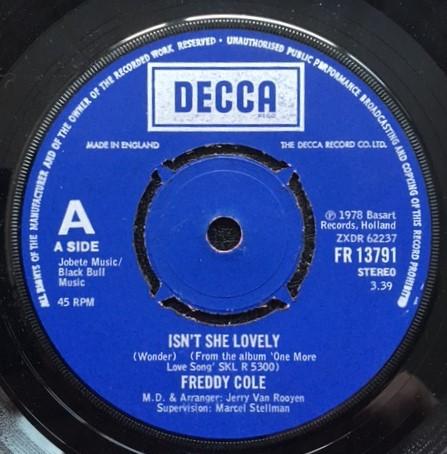 ALL RIGHTS OF THE MANUFACTURER AND OF THE OWNER OF THE RECORDED WORK RESERVED · UNAUTHORISED PUBLIC PERFORMANCE BROADCASTING AND COPYING OF THIS RECORD PROHIBITED
DECCA
MADE IN ENGLAND
THE DECCA RECORD CO. LTD.
A
A SIDE
Jobete Music/
Black Bull
Music
45 RPM
℗ 1978 Basart
Records, Holland
ZXDR 62237
FR 13791
STEREO
3.39
ISN'T SHE LOVELY
(Wonder) (From the album 'One More
Love Song' SKL R 5300)
FREDDY COLE
M.D. & Arranger: Jerry Van Rooyen
Supervision: Marcel Stellman